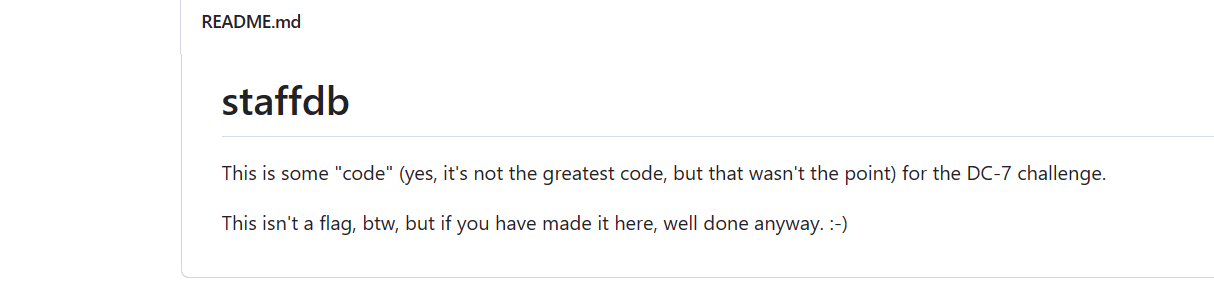 README.md
staffdb
This is some "code" (yes, it's not the greatest code, but that wasn't the point) for the DC-7 challenge.
This isn't a flag, btw, but if you have made it here, well done anyway. :-)